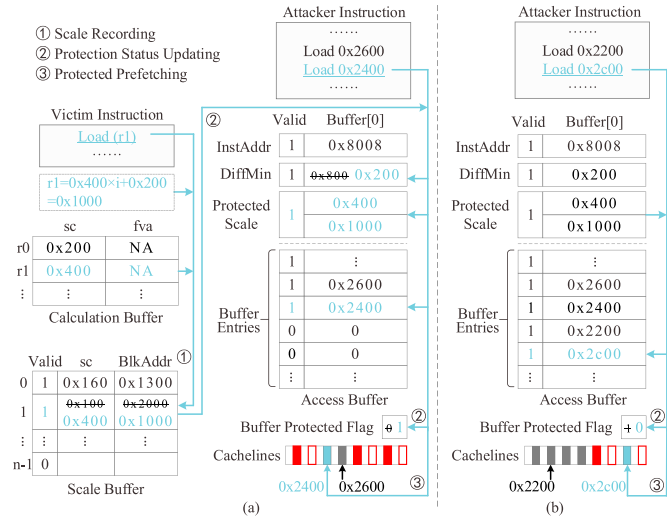 ① Scale Recording
② Protection Status Updating
③ Protected Prefetching
Victim Instruction
Load (r1)
······
r1=0x400×i+0x200
=0x1000
sc fva
r0 0x200 NA
r1 0x400 NA
⋮ ⋮ ⋮
Calculation Buffer
①
Valid sc BlkAddr
0 1 0x160 0x1300
1 1 0x100 0x2000
0x400 0x1000
⋮ ⋮ ⋮ ⋮
n-1 0
Scale Buffer
Attacker Instruction
······
Load 0x2600
Load 0x2400
······
②
Valid Buffer[0]
InstAddr 1 0x8008
DiffMin 1 0x800 0x200
Protected Scale 1 0x400
0x1000
Buffer Entries
1 ⋮
1 0x2600
1 0x2400
0 0
0 0
⋮ ⋮
Access Buffer
Buffer Protected Flag 0 1 ②
Cachelines
0x2400 0x2600 ③
(a)
Attacker Instruction
······
Load 0x2200
Load 0x2c00
······
Valid Buffer[0]
InstAddr 1 0x8008
DiffMin 1 0x200
Protected Scale 1 0x400
0x1000
Buffer Entries
1 ⋮
1 0x2600
1 0x2400
1 0x2200
1 0x2c00
⋮ ⋮
Access Buffer
Buffer Protected Flag 1 0 ②
Cachelines
0x2200 0x2c00 ③
(b)